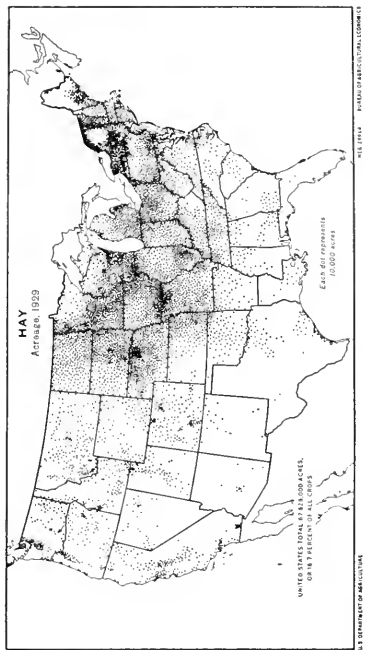 HAY
Acreage, 1929
Each dot represents
10,000 acres
UNITED STATES TOTAL 67,828,000 ACRES,
OR 18.7 PERCENT OF ALL CROPS
U.S. DEPARTMENT OF AGRICULTURE
BUREAU OF AGRICULTURAL ECONOMICS